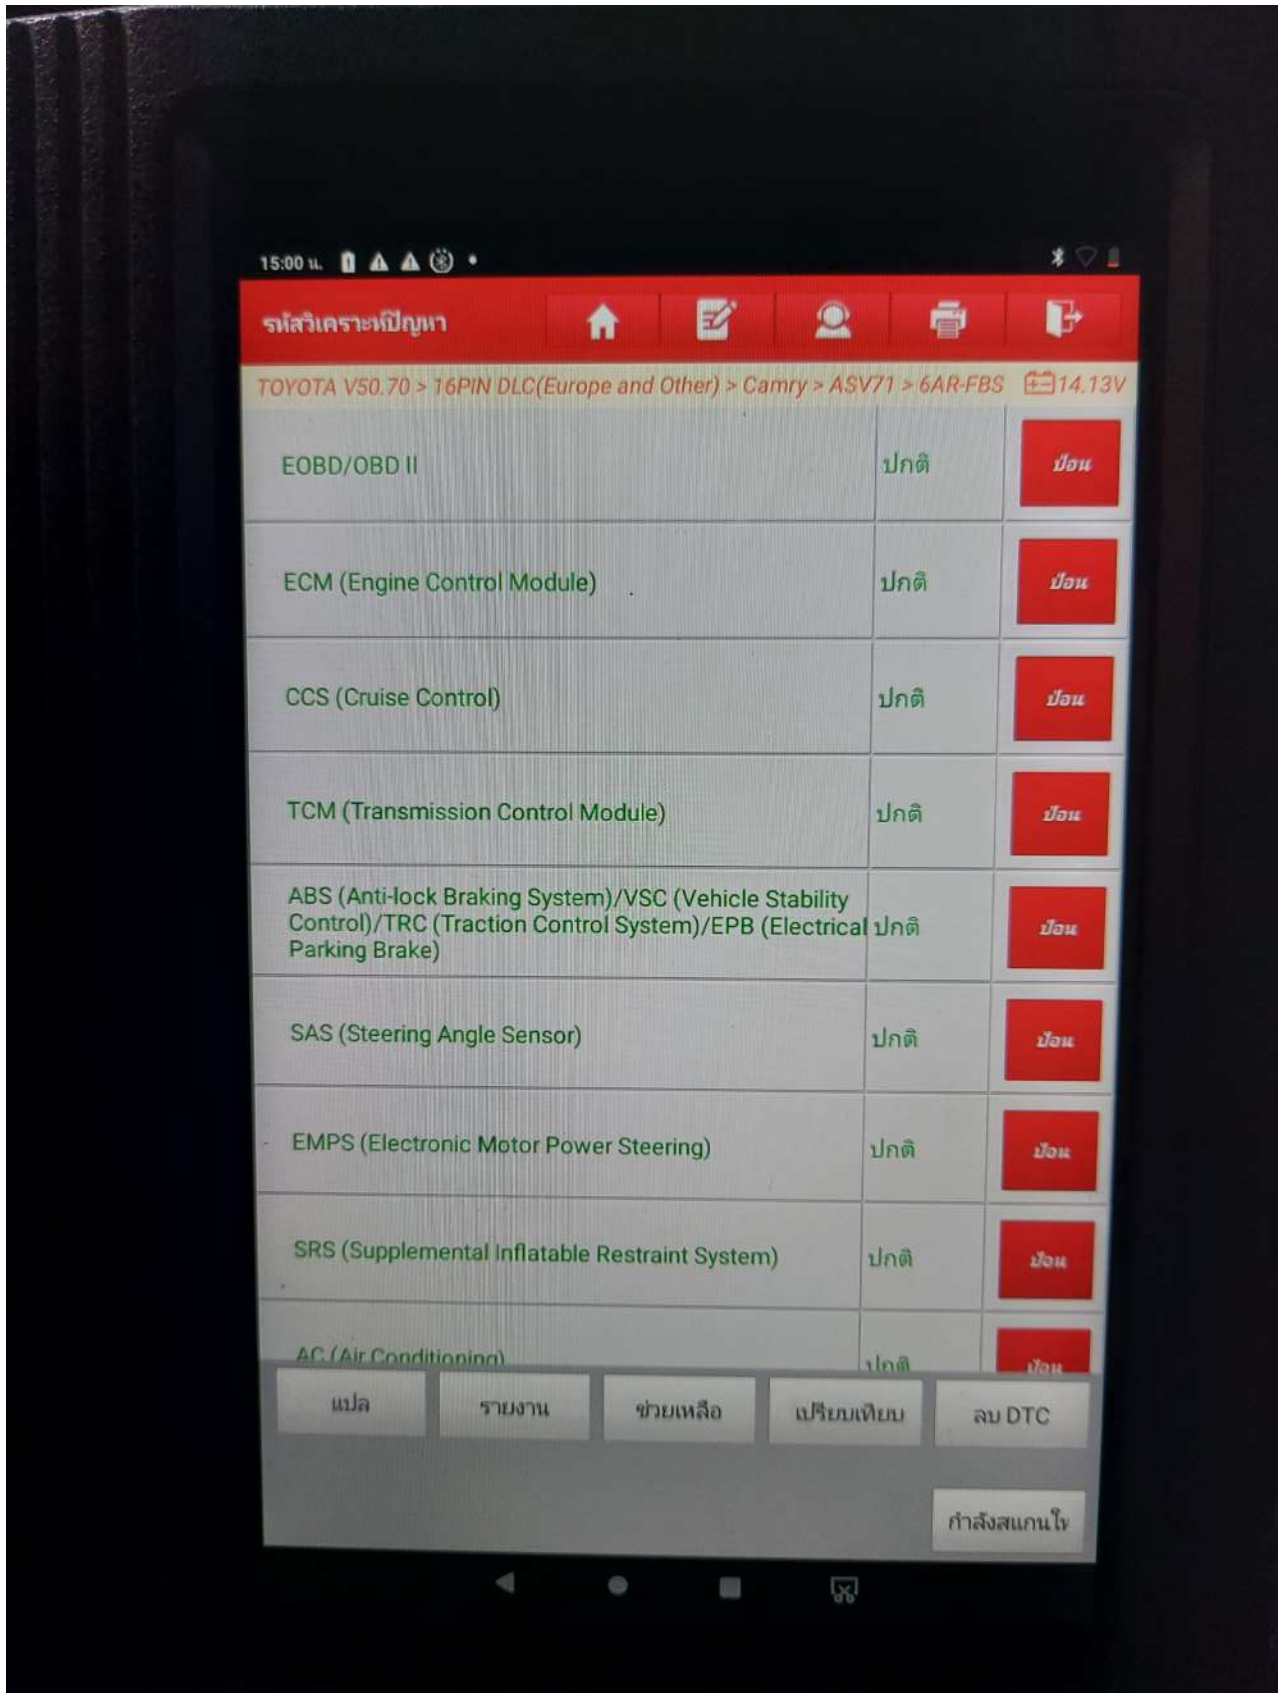 15:00 น.
รหัสวิเคราะห์ปัญหา
TOYOTA V50.70 > 16PIN DLC(Europe and Other) > Camry > ASV71 > 6AR-FBS 14.13V
EOBD/OBD II ปกติ ป้อน
ECM (Engine Control Module) ปกติ ป้อน
CCS (Cruise Control) ปกติ ป้อน
TCM (Transmission Control Module) ปกติ ป้อน
ABS (Anti-lock Braking System)/VSC (Vehicle Stability
Control)/TRC (Traction Control System)/EPB (Electrical ปกติ ป้อน
Parking Brake)
SAS (Steering Angle Sensor) ปกติ ป้อน
EMPS (Electronic Motor Power Steering) ปกติ ป้อน
SRS (Supplemental Inflatable Restraint System) ปกติ ป้อน
AC (Air Conditioning) ปกติ ป้อน
แปล รายงาน ช่วยเหลือ เปรียบเทียบ ลบ DTC
กำลังสแกนใ